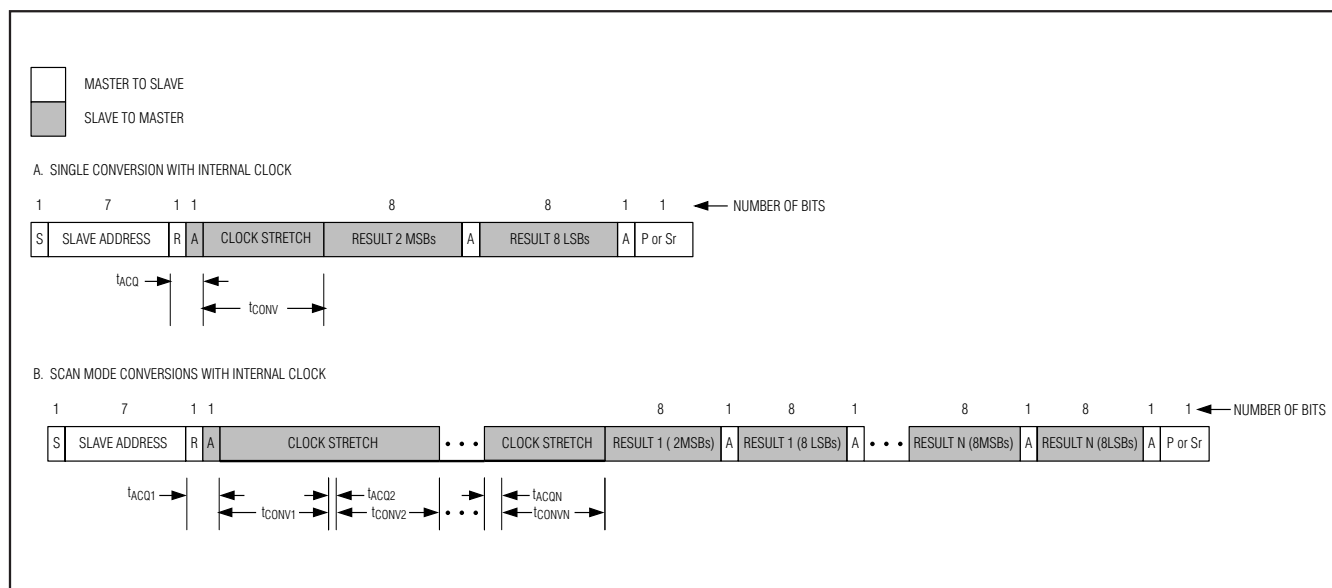 MASTER TO SLAVE
SLAVE TO MASTER
A. SINGLE CONVERSION WITH INTERNAL CLOCK
1 7 1 1 8 8 1 1 NUMBER OF BITS
S SLAVE ADDRESS R A CLOCK STRETCH RESULT 2 MSBs A RESULT 8 LSBs A P or Sr
tACQ
tCONV
B. SCAN MODE CONVERSIONS WITH INTERNAL CLOCK
1 7 1 1 8 1 8 1 8 1 8 1 1 NUMBER OF BITS
S SLAVE ADDRESS R A CLOCK STRETCH • • • CLOCK STRETCH RESULT 1 ( 2MSBs) A RESULT 1 (8 LSBs) A • • • RESULT N (8MSBs) A RESULT N (8LSBs) A P or Sr
tACQ1 tACQ2 tACQN
tCONV1 tCONV2 • • • tCONVN